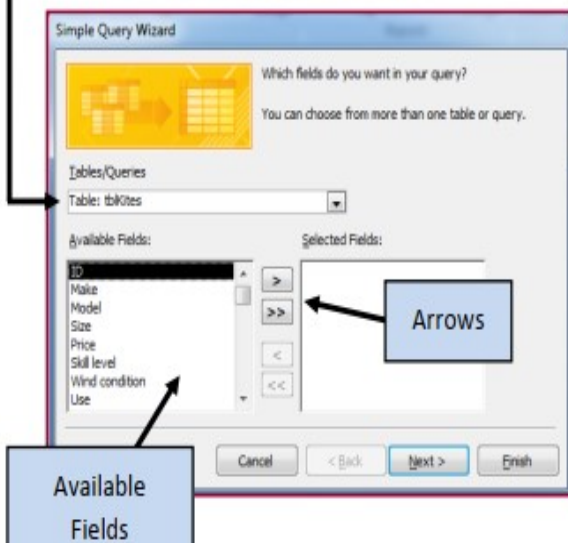 Simple Query Wizard
Which fields do you want in your query?
You can choose from more than one table or query.
Tables/Queries
Table: tblKites
Available Fields:
Selected Fields:
ID
Make
Model
Size
Price
Skill level
Wind condition
Use
>
>>
<
<<
Arrows
Cancel
< Back
Next >
Finish
Available
Fields